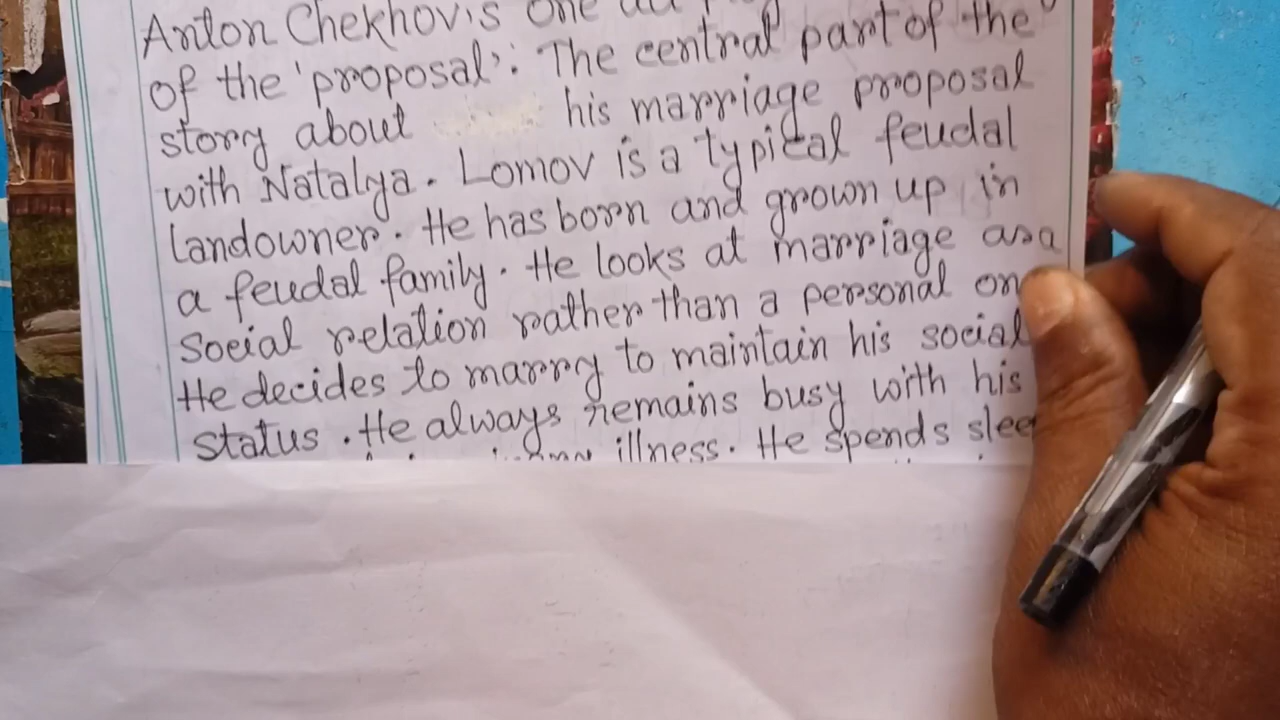 Anton Chekhov's one
of the 'proposal': The central part of the
story about his marriage proposal
with Natalya. Lomov is a typical feudal
landowner. He has born and grown up in
a feudal family. He looks at marriage as a
social relation rather than a personal
He decides to marry to maintain his social
status. He always remains busy with his
illness. He spends